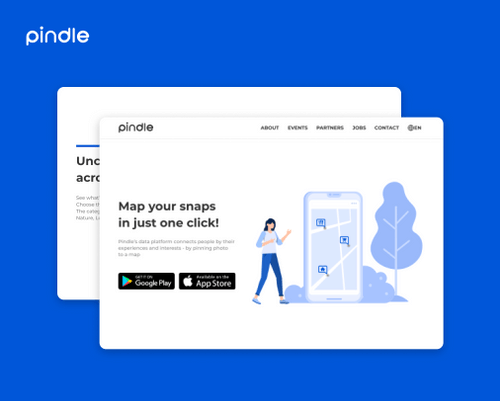 pindle
pindle
ABOUT EVENTS PARTNERS JOBS CONTACT EN
Map your snaps
in just one click!
Pindle's data platform connects people by their
experiences and interests - by pinning photo
to a map
GET IT ON
Google Play
Available on the
App Store
acro
See what'
Choose th
The categ
Nature, L